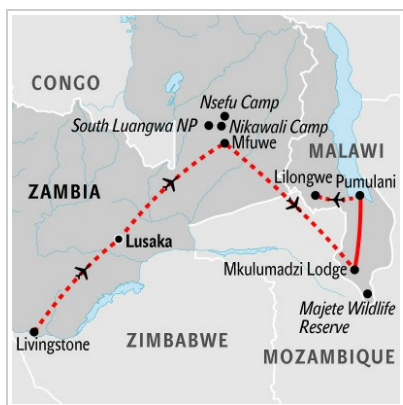 CONGO
Nsefu Camp
South Luangwa NP
Nikawali Camp
Mfuwe
MALAWI
Lilongwe
Pumulani
ZAMBIA
Lusaka
Mkulumadzi Lodge
Majete Wildlife
Reserve
Livingstone
ZIMBABWE
MOZAMBIQUE